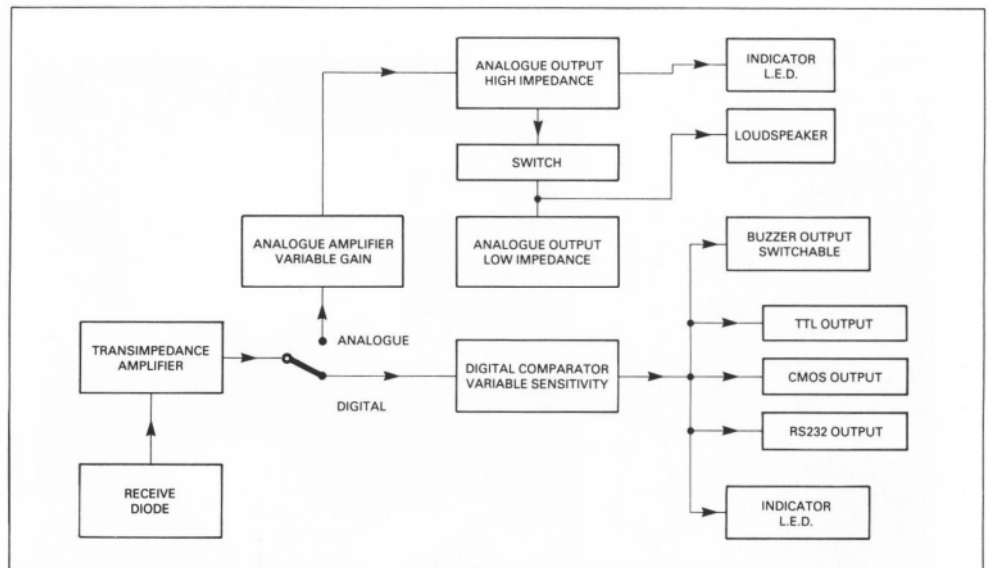 ANALOGUE OUTPUT
HIGH IMPEDANCE
INDICATOR
L.E.D.
LOUDSPEAKER
SWITCH
ANALOGUE AMPLIFIER
VARIABLE GAIN
ANALOGUE OUTPUT
LOW IMPEDANCE
BUZZER OUTPUT
SWITCHABLE
TRANSIMPEDANCE
AMPLIFIER
ANALOGUE
DIGITAL
DIGITAL COMPARATOR
VARIABLE SENSITIVITY
TTL OUTPUT
CMOS OUTPUT
RS232 OUTPUT
RECEIVE
DIODE
INDICATOR
L.E.D.